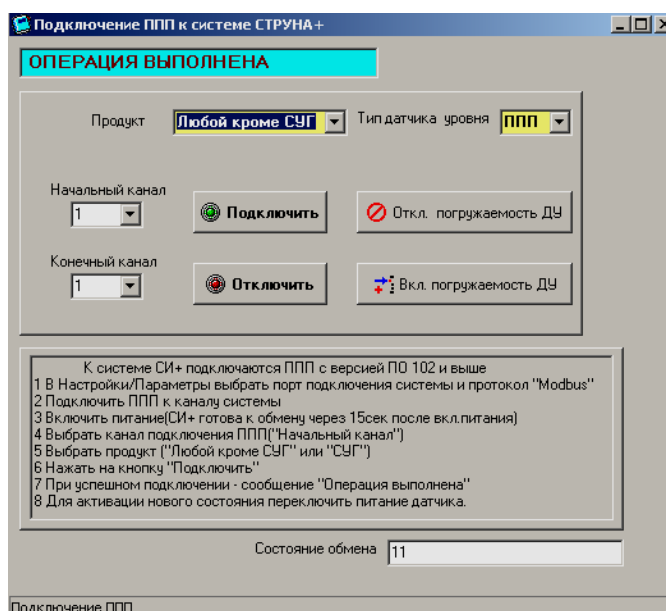 Подключение ППП к системе СТРУНА+
ОПЕРАЦИЯ ВЫПОЛНЕНА
Продукт
Любой кроме СУГ
Тип датчика уровня
ППП
Начальный канал
1
Подключить
Откл. погружаемость ДУ
Конечный канал
1
Отключить
Вкл. погружаемость ДУ
К системе СИ+ подключаются ППП с версией ПО 102 и выше
1 В Настройки/Параметры выбрать порт подключения системы и протокол "Modbus"
2 Подключить ППП к каналу системы
3 Включить питание(СИ+ готова к обмену через 15сек после вкл.питания)
4 Выбрать канал подключения ППП("Начальный канал")
5 Выбрать продукт ("Любой кроме СУГ" или "СУГ")
6 Нажать на кнопку "Подключить"
7 При успешном подключении - сообщение "Операция выполнена"
8 Для активации нового состояния переключить питание датчика.
Состояние обмена
11
Подключение ППП